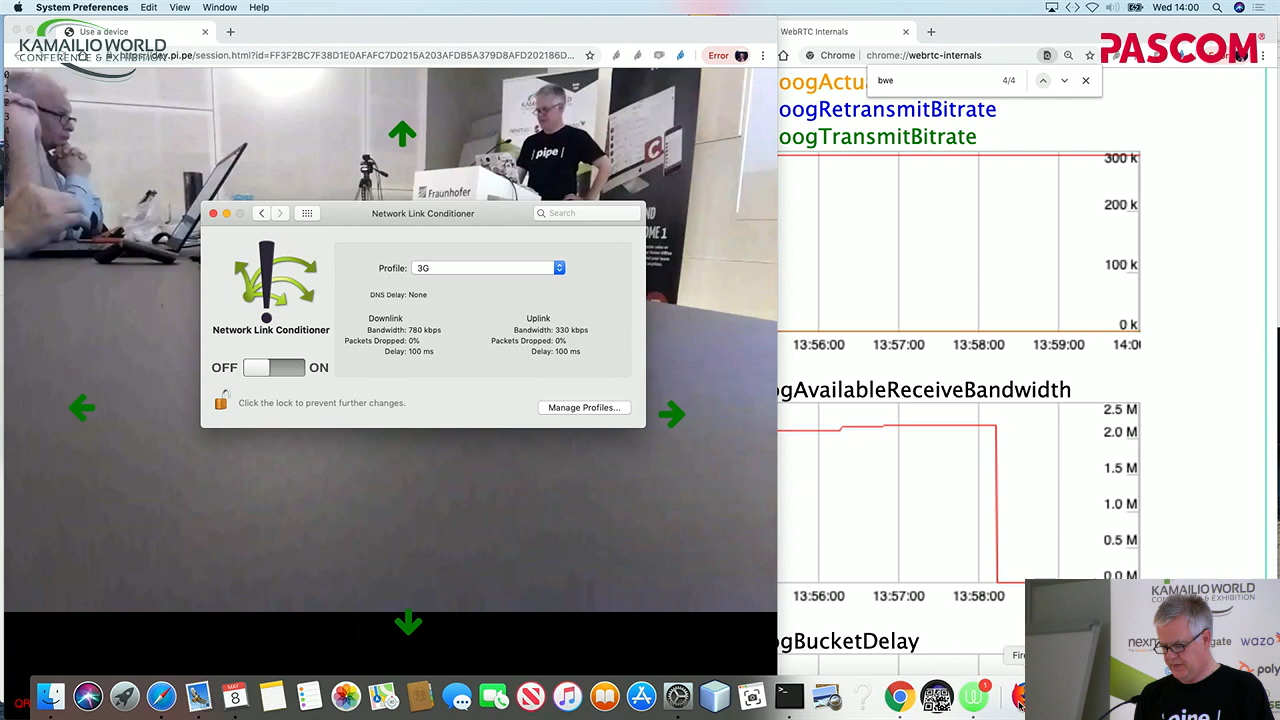 System Preferences Edit View Window Help Wed 14:00
Use a device WebRTC Internals
KAMAILIO WORLD
CONFERENCE & EXHIBITION
Error Chrome chrome://webrtc-internals
PASCOM
bwe 4/4
oogRetransmitBitrate
oogTransmitBitrate
300 k
200 k
100 k
0 k
13:56:00 13:57:00 13:58:00 13:59:00 14:00
| pipe |
Fraunhofer
Network Link Conditioner
Search
Profile: 3G
DNS Delay: None
Downlink Uplink
Bandwidth: 780 kbps Bandwidth: 330 kbps
Packets Dropped: 0% Packets Dropped: 0%
Delay: 100 ms Delay: 100 ms
Network Link Conditioner
OFF ON
Click the lock to prevent further changes.
Manage Profiles...
ogAvailableReceiveBandwidth
2.5 M
2.0 M
1.5 M
1.0 M
0.5 M
0.0 M
13:56:00 13:57:00 13:58:00
ogBucketDelay
KAMAILIO WORLD
CONFERENCE & EXHIBITION
MAY
8
1